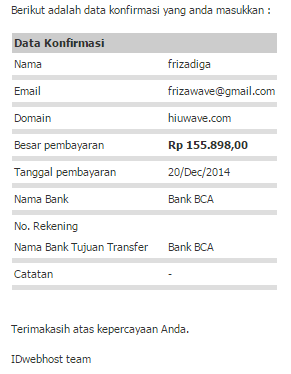 Berikut adalah data konfirmasi yang anda masukkan :
Data Konfirmasi
Nama frizadiga
Email frizawave@gmail.com
Domain hiuwave.com
Besar pembayaran Rp 155.898,00
Tanggal pembayaran 20/Dec/2014
Nama Bank Bank BCA
No. Rekening
Nama Bank Tujuan Transfer Bank BCA
Catatan -
Terimakasih atas kepercayaan Anda.
IDwebhost team